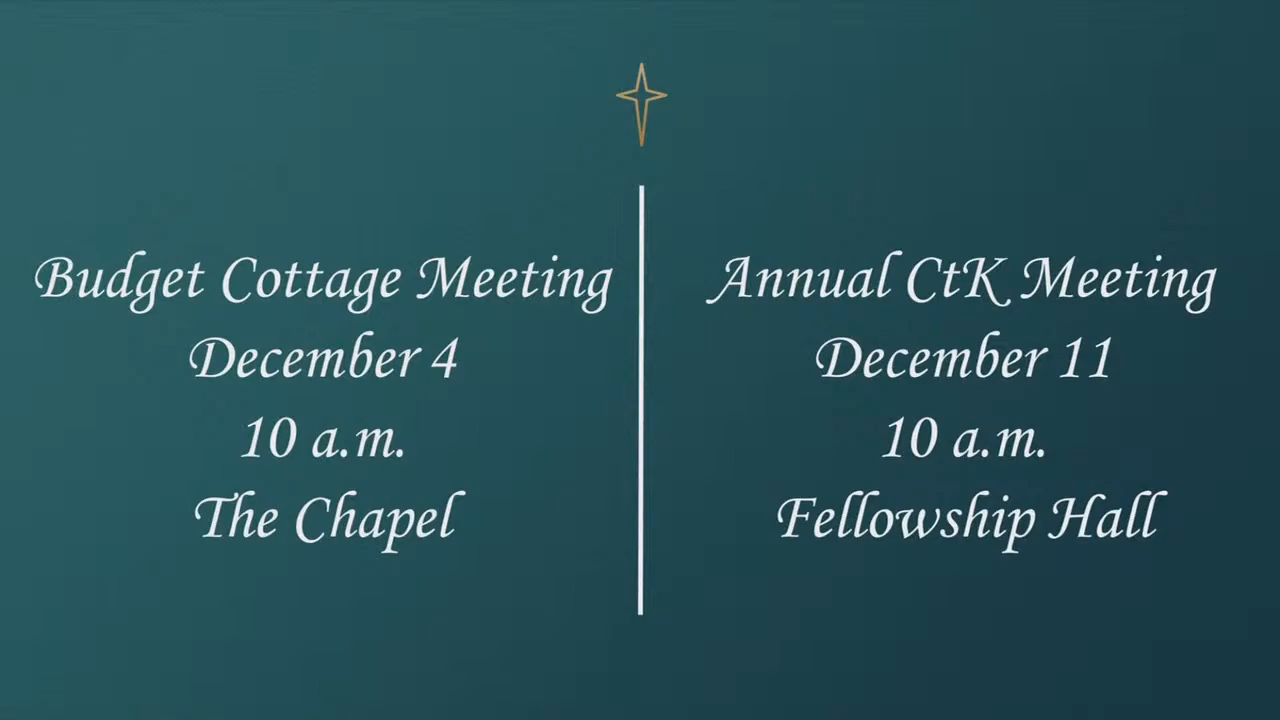 Budget Cottage Meeting
December 4
10 a.m.
The Chapel
Annual CtK Meeting
December 11
10 a.m.
Fellowship Hall